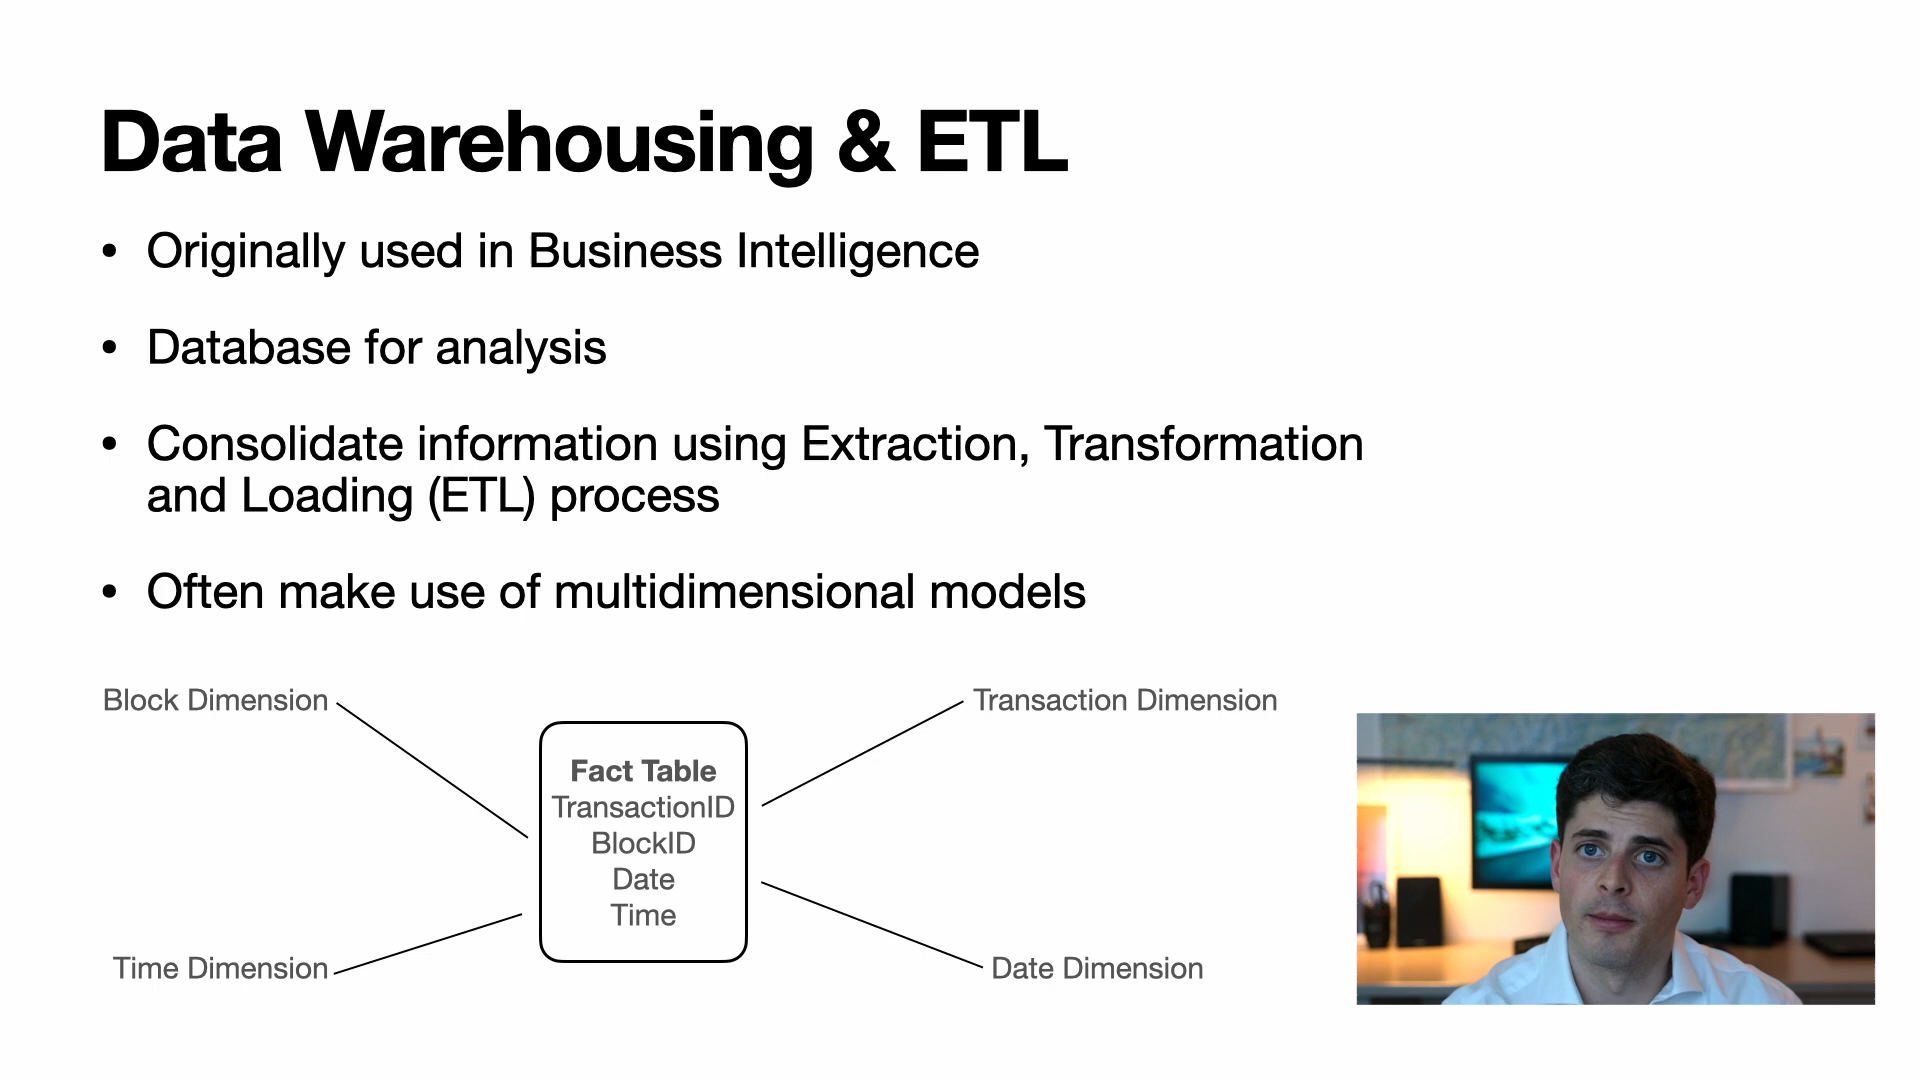 Data Warehousing & ETL
• Originally used in Business Intelligence
• Database for analysis
• Consolidate information using Extraction, Transformation
and Loading (ETL) process
• Often make use of multidimensional models
Block Dimension
Transaction Dimension
Fact Table
TransactionID
BlockID
Date
Time
Time Dimension
Date Dimension